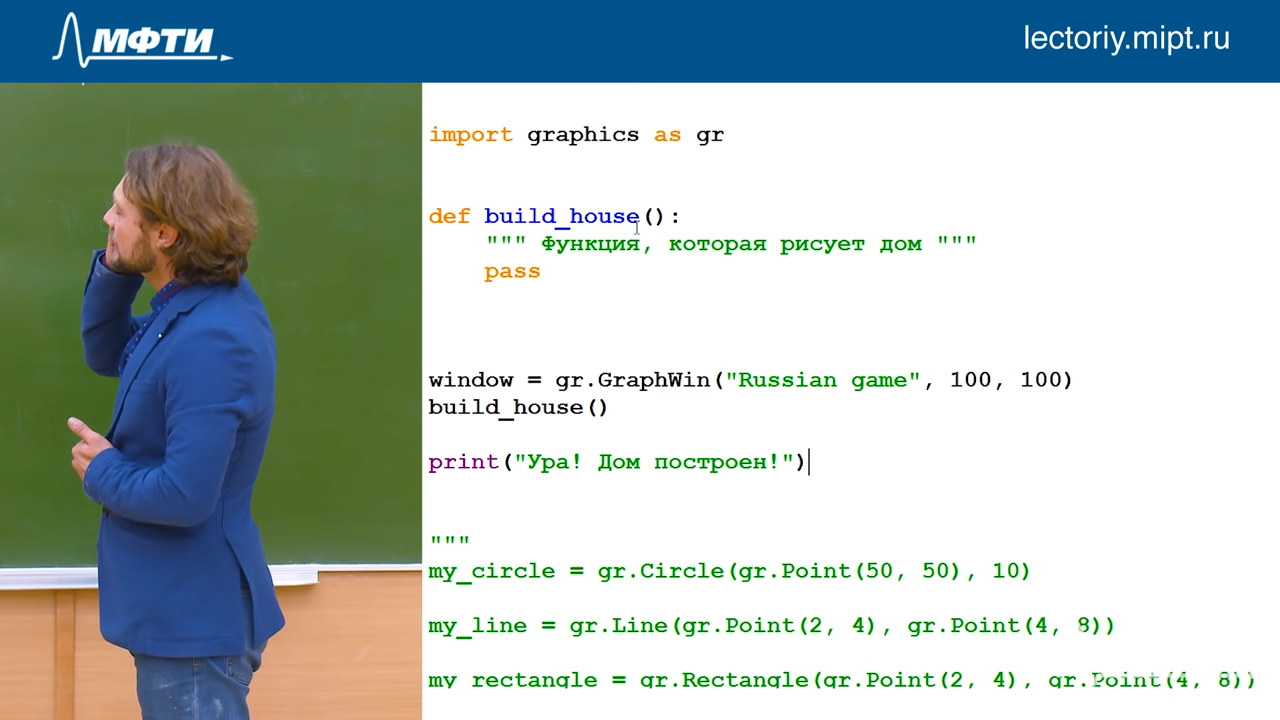 МФТИ
lectoriy.mipt.ru
import graphics as gr
def build_house():
""" Функция, которая рисует дом """
pass
window = gr.GraphWin("Russian game", 100, 100)
build_house()
print("Ура! Дом построен!")
"""
my_circle = gr.Circle(gr.Point(50, 50), 10)
my_line = gr.Line(gr.Point(2, 4), gr.Point(4, 8))
my_rectangle = gr.Rectangle(gr.Point(2, 4), gr.Point(4, 8))